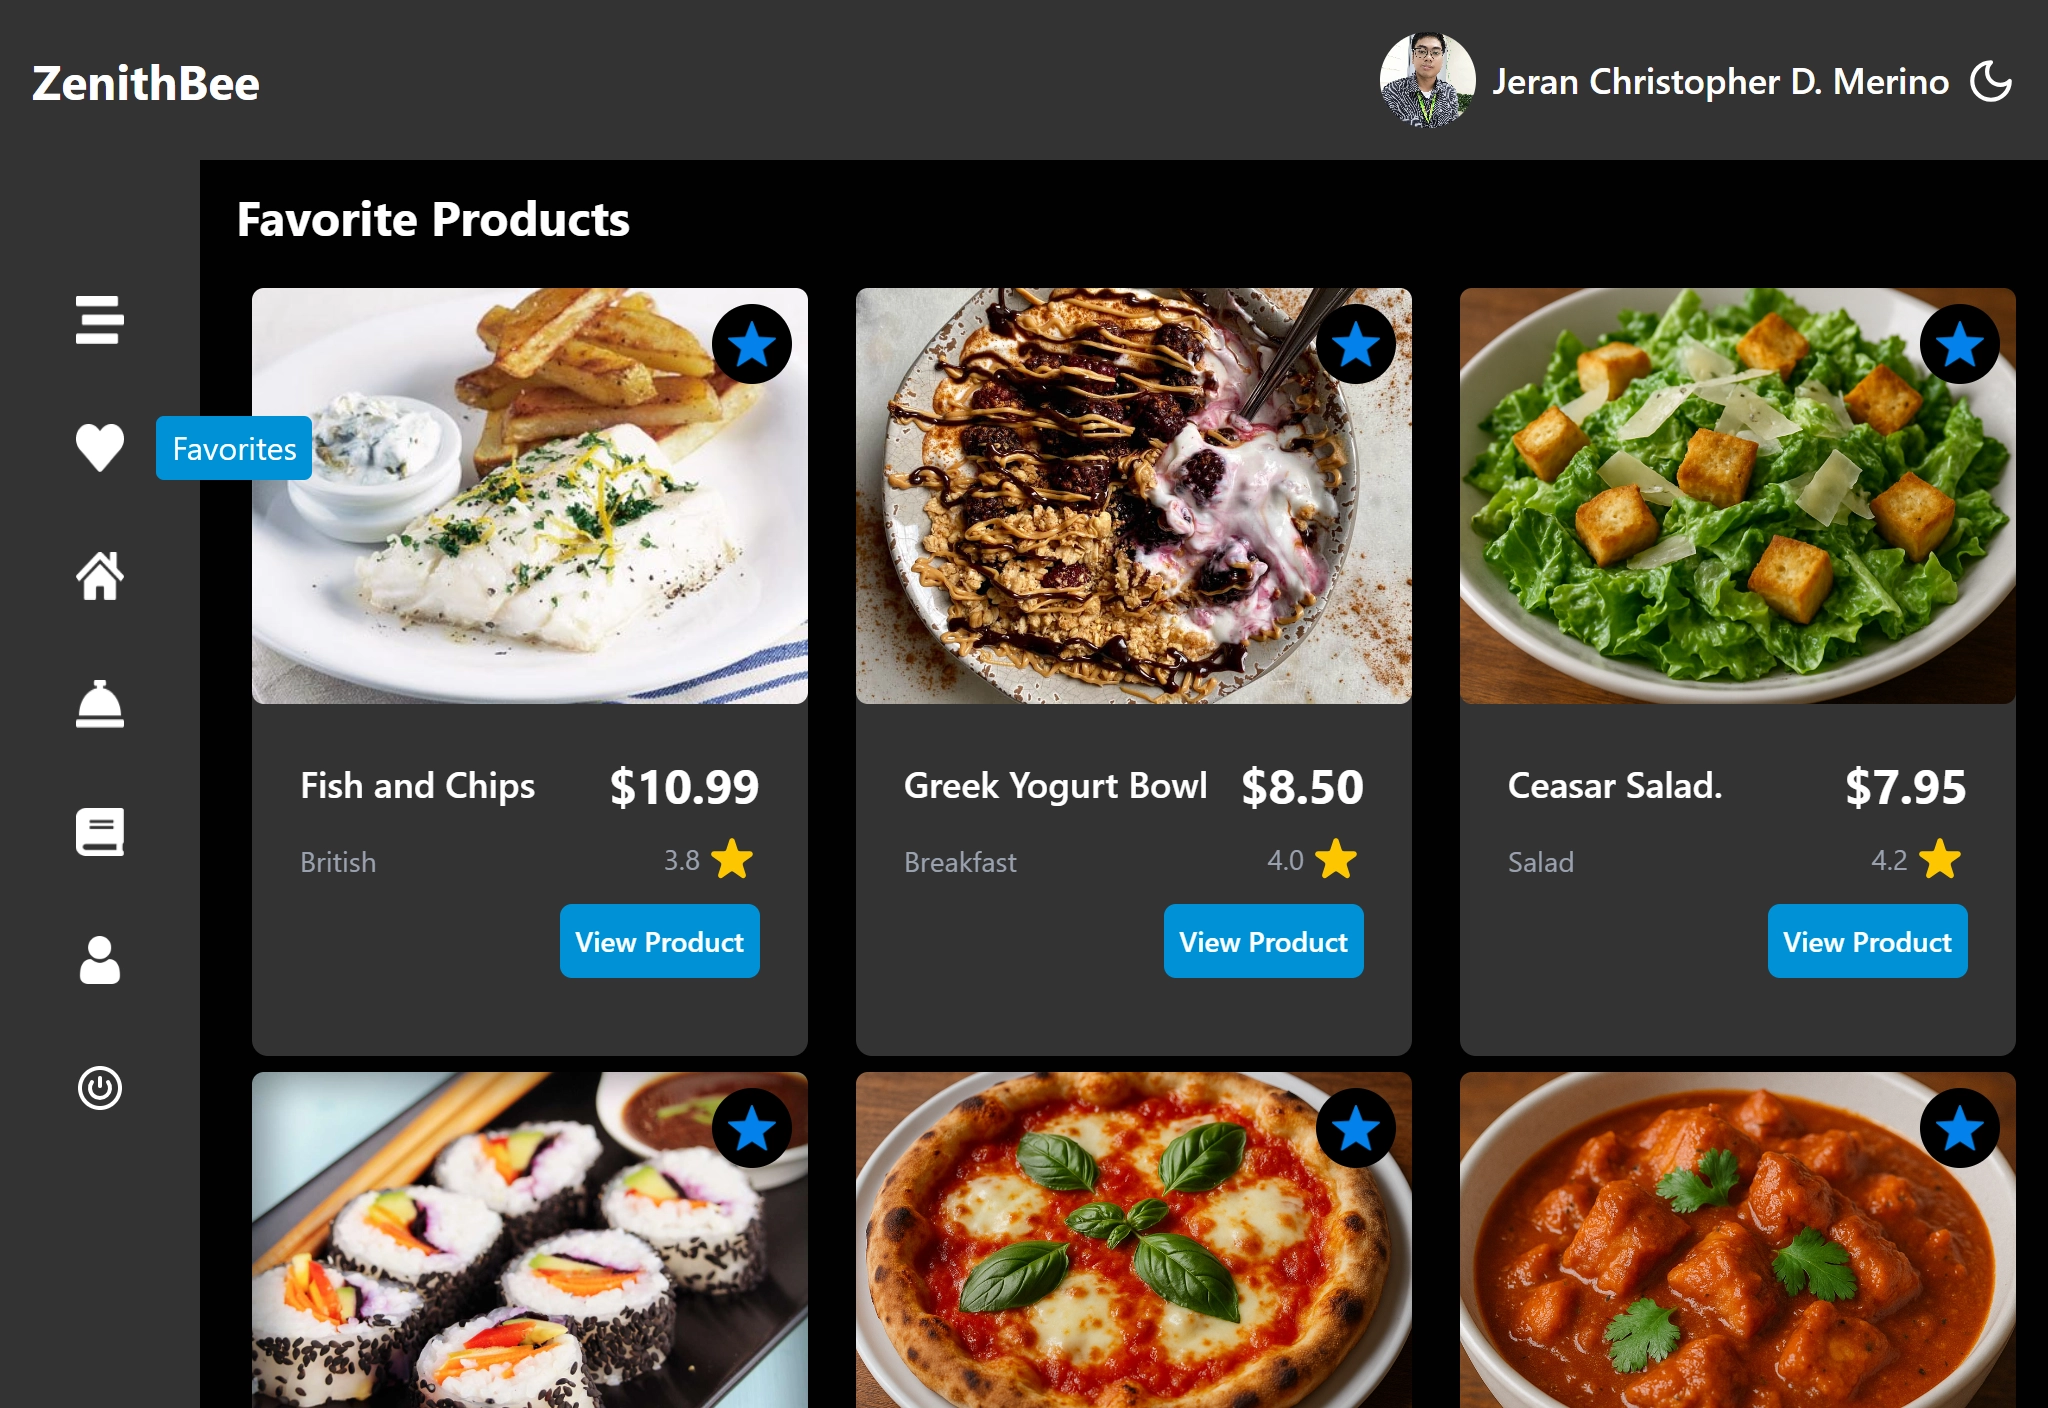 ZenithBee
Jeran Christopher D. Merino
Favorite Products
Favorites
Fish and Chips
$10.99
British
3.8
View Product
Greek Yogurt Bowl
$8.50
Breakfast
4.0
View Product
Ceasar Salad.
$7.95
Salad
4.2
View Product